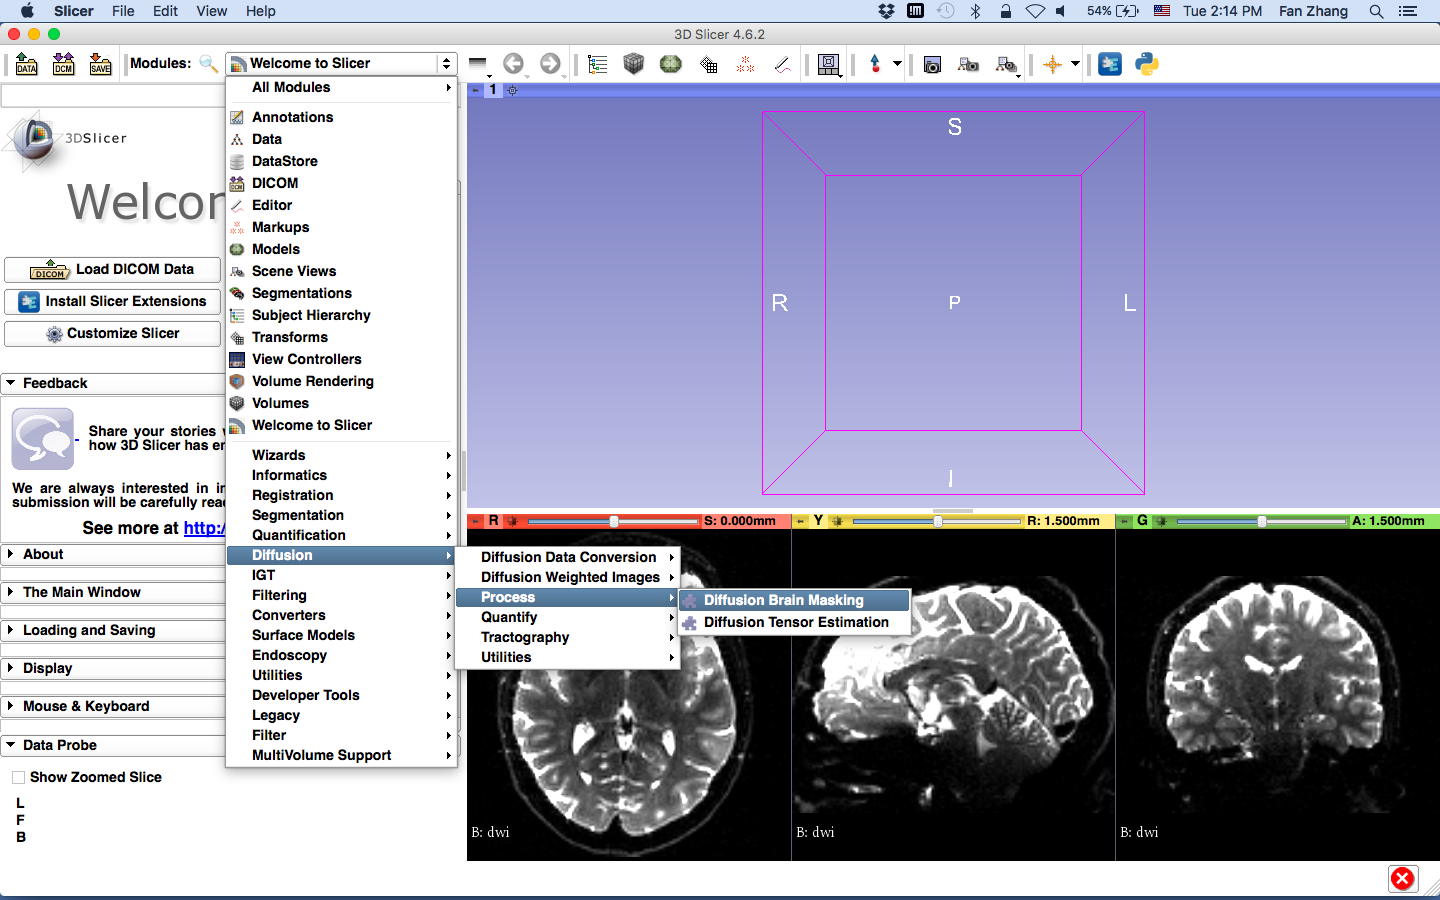 Slicer File Edit View Help 54% Tue 2:14 PM Fan Zhang
3D Slicer 4.6.2
DATA DCM SAVE Modules: Welcome to Slicer
All Modules
Annotations
Data
DataStore
DICOM
Editor
Markups
Models
Scene Views
Segmentations
Subject Hierarchy
Transforms
View Controllers
Volume Rendering
Volumes
Welcome to Slicer
Wizards
Informatics
Registration
Segmentation
Quantification
Diffusion
IGT
Filtering
Converters
Surface Models
Endoscopy
Utilities
Developer Tools
Legacy
Filter
MultiVolume Support
Diffusion Data Conversion
Diffusion Weighted Images
Process
Quantify
Tractography
Utilities
Diffusion Brain Masking
Diffusion Tensor Estimation
3DSlicer
Welcon
DICOM Load DICOM Data
Install Slicer Extensions
Customize Slicer
Feedback
Share your stories
how 3D Slicer has
We are always interested in
submission will be carefully
See more at http:/
About
The Main Window
Loading and Saving
Display
Mouse & Keyboard
Data Probe
Show Zoomed Slice
L
F
B
1
S
R
P
L
I
R S: 0.000mm
Y R: 1.500mm
G A: 1.500mm
B: dwi
B: dwi
B: dwi